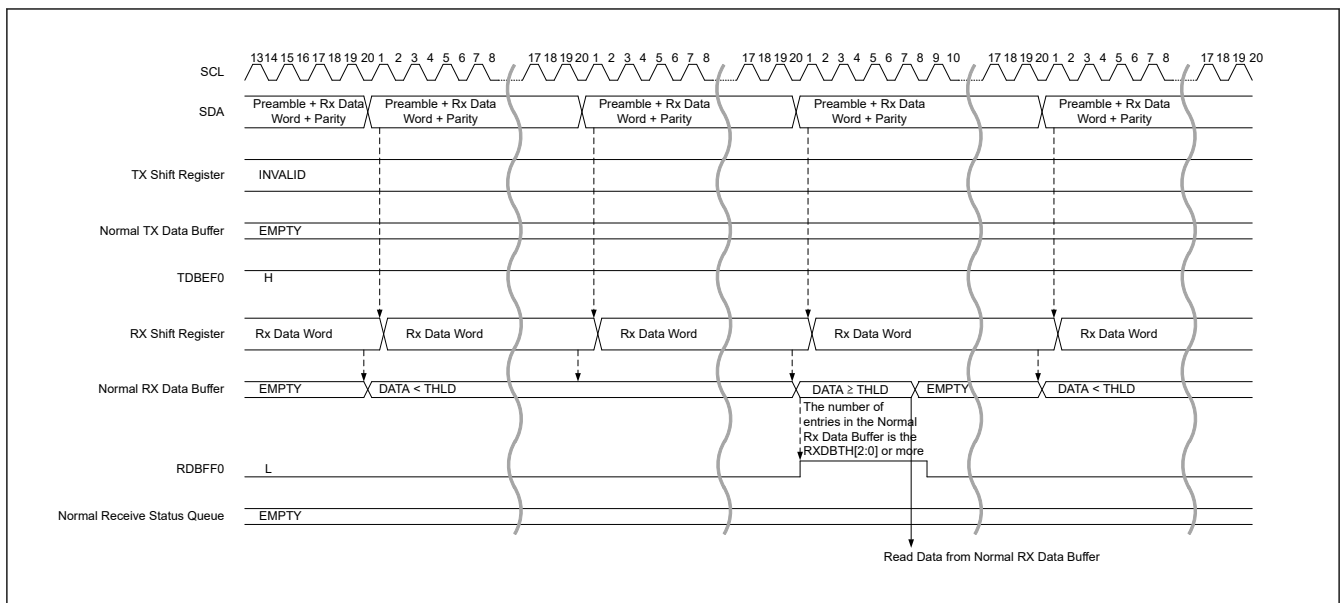 1314 15 16 17 18 19 20 1 2 3 4 5 6 7 8 17 18 19 20 1 2 3 4 5 6 7 8 17 18 19 20 1 2 3 4 5 6 7 8 9 10 17 18 19 20 1 2 3 4 5 6 7 8 17 18 19 20
SCL
SDA
Preamble + Rx Data
Word + Parity
Preamble + Rx Data
Word + Parity
Preamble + Rx Data
Word + Parity
Preamble + Rx Data
Word + Parity
Preamble + Rx Data
Word + Parity
TX Shift Register
INVALID
Normal TX Data Buffer
EMPTY
TDBEF0
H
RX Shift Register
Rx Data Word
Rx Data Word
Rx Data Word
Rx Data Word
Rx Data Word
Normal RX Data Buffer
EMPTY
DATA < THLD
DATA ≥ THLD
EMPTY
DATA < THLD
The number of
entries in the Normal
Rx Data Buffer is the
RXDBTH[2:0] or more
RDBFF0
L
Normal Receive Status Queue
EMPTY
Read Data from Normal RX Data Buffer